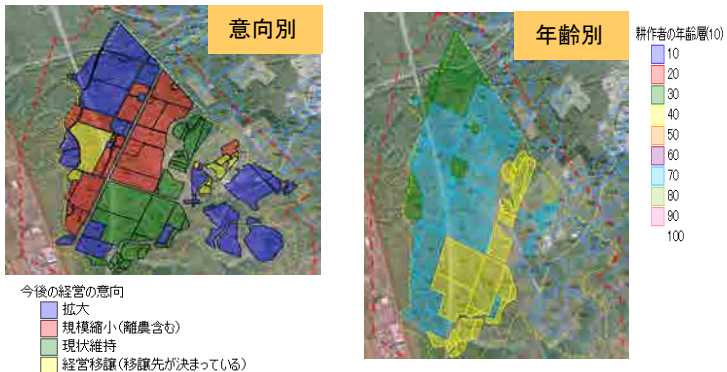 意向別
年齢別
耕作者の年齢層(10)
10
20
30
40
50
60
70
80
90
100
今後の経営の意向
拡大
規模縮小(離農含む)
現状維持
経営移譲(移譲先が決まっている)